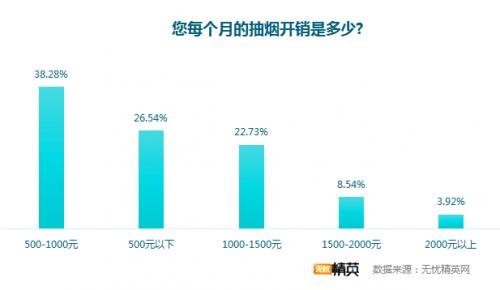 您每个月的抽烟开销是多少?
38.28%
26.54%
22.73%
8.54%
3.92%
500-1000元
500元以下
1000-1500元
1500-2000元
2000元以上
无忧精英 数据来源：无忧精英网